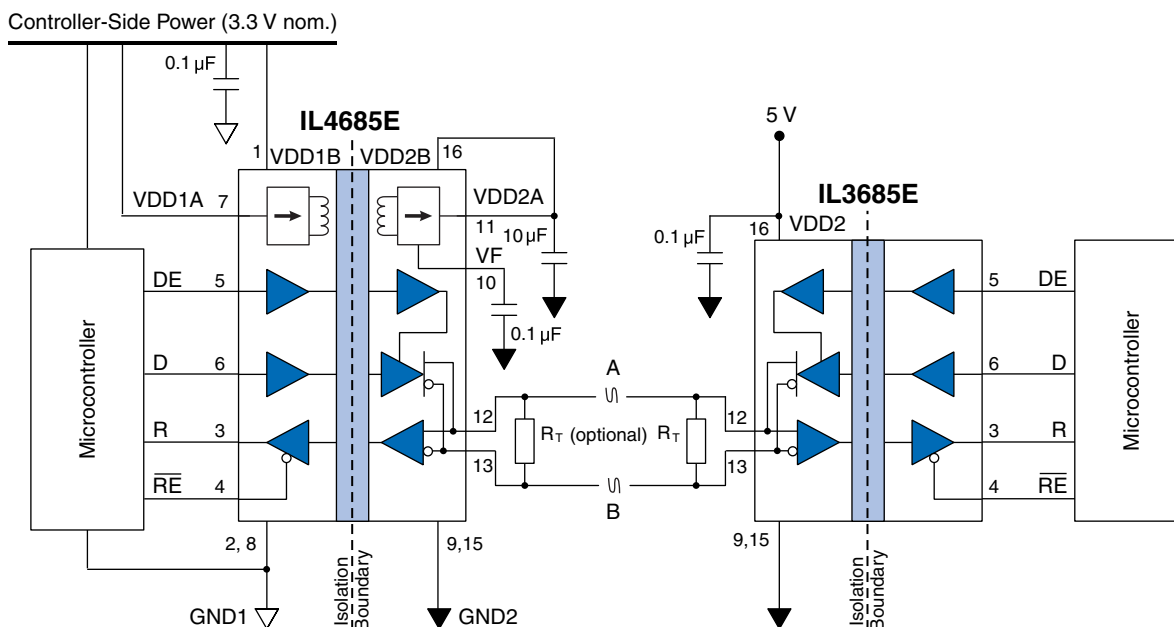 Controller-Side Power (3.3 V nom.)
0.1 µF
IL4685E
5 V
1
VDD1B
VDD2B
16
VDD1A
7
VDD2A
11
10 µF
VF
10
0.1 µF
IL3685E
0.1 µF
16
VDD2
DE
5
5
DE
D
6
A
6
D
Microcontroller
Microcontroller
12
12
R
3
RT (optional)
RT
3
R
13
13
RE
4
B
4
RE
2, 8
9,15
9,15
GND1
Isolation
Boundary
GND2
Isolation
Boundary